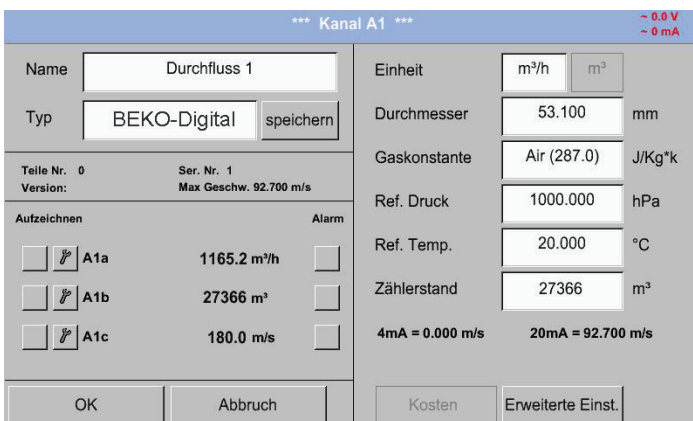 *** Kanal A1 ***
~ 0.0 V
~ 0 mA
Name
Durchfluss 1
Typ
BEKO-Digital
speichern
Teile Nr. 0
Ser. Nr. 1
Version:
Max Geschw. 92.700 m/s
Aufzeichnen
Alarm
A1a
1165.2 m³/h
A1b
27366 m³
A1c
180.0 m/s
OK
Abbruch
Einheit
m³/h
m³
Durchmesser
53.100
mm
Gaskonstante
Air (287.0)
J/Kg*k
Ref. Druck
1000.000
hPa
Ref. Temp.
20.000
°C
Zählerstand
27366
m³
4mA = 0.000 m/s
20mA = 92.700 m/s
Kosten
Erweiterte Einst.